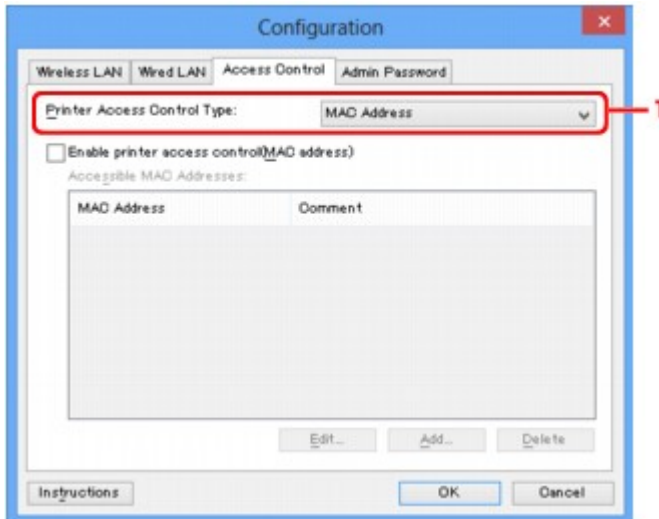 Configuration
Wireless LAN Wired LAN Access Control Admin Password
Printer Access Control Type: MAC Address 1
Enable printer access control(MAC address)
Accessible MAC Addresses:
MAC Address Comment
Edit... Add... Delete
Instructions OK Cancel